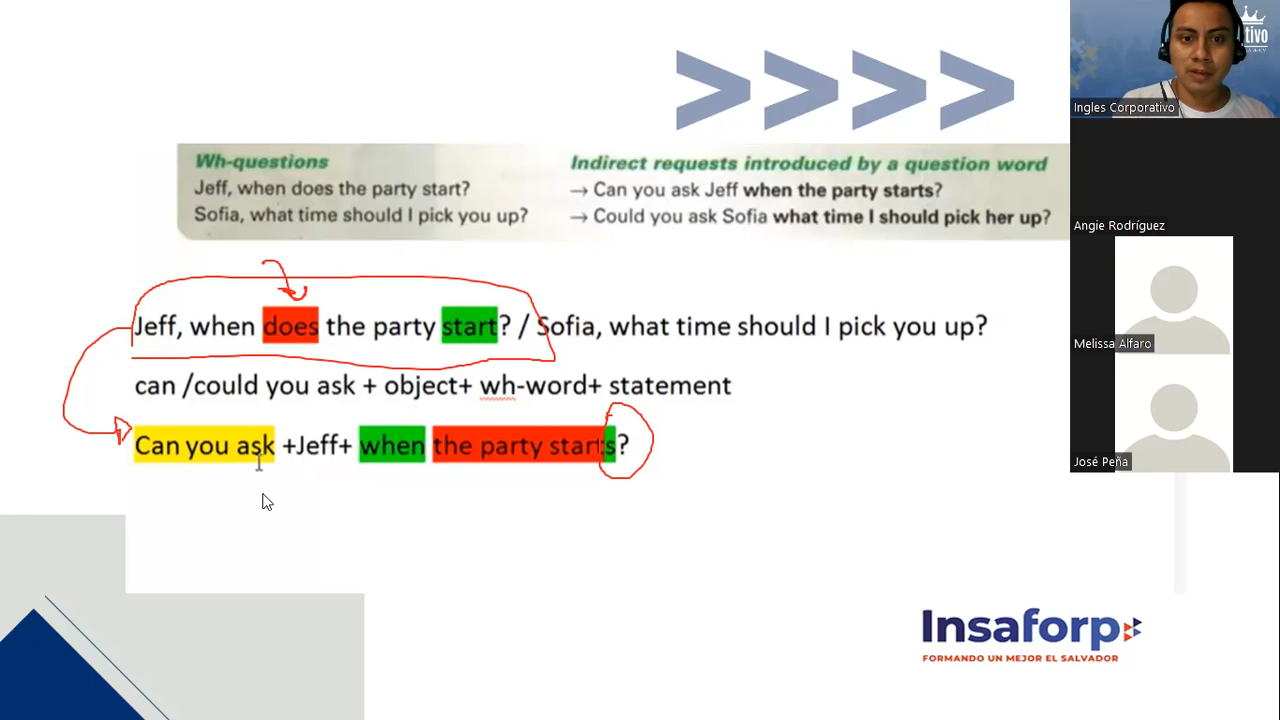 Wh-questions
Jeff, when does the party start?
Sofia, what time should I pick you up?
Indirect requests introduced by a question word
→ Can you ask Jeff when the party starts?
→ Could you ask Sofia what time I should pick her up?
Jeff, when does the party start? / Sofia, what time should I pick you up?
can /could you ask + object+ wh-word+ statement
Can you ask +Jeff+ when the party starts?
Insaforp
FORMANDO UN MEJOR EL SALVADOR
Ingles Corporativo
Angie Rodríguez
Melissa Alfaro
José Peña